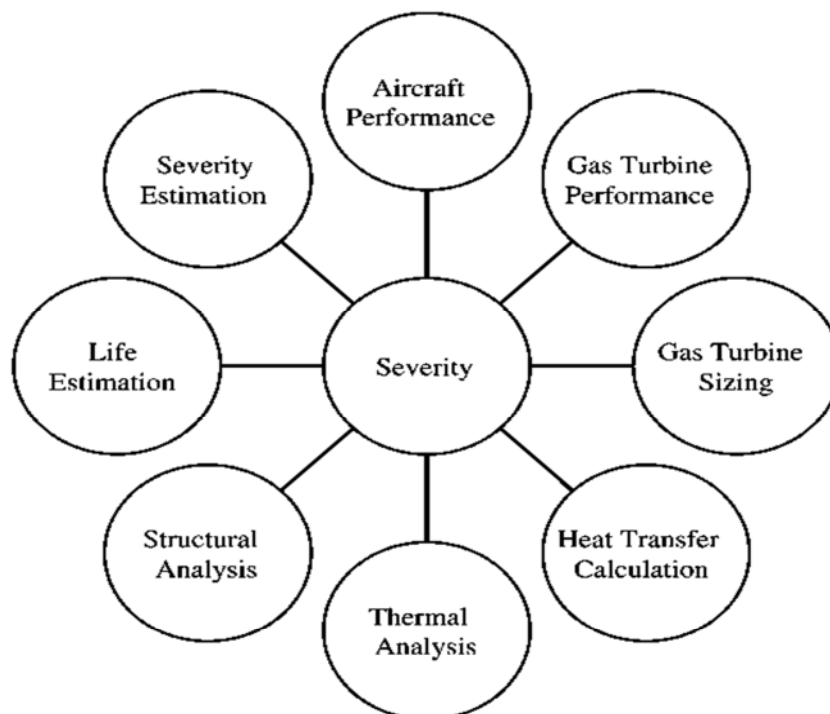 Aircraft
Performance
Severity
Estimation
Gas Turbine
Performance
Life
Estimation
Severity
Gas Turbine
Sizing
Structural
Analysis
Heat Transfer
Calculation
Thermal
Analysis